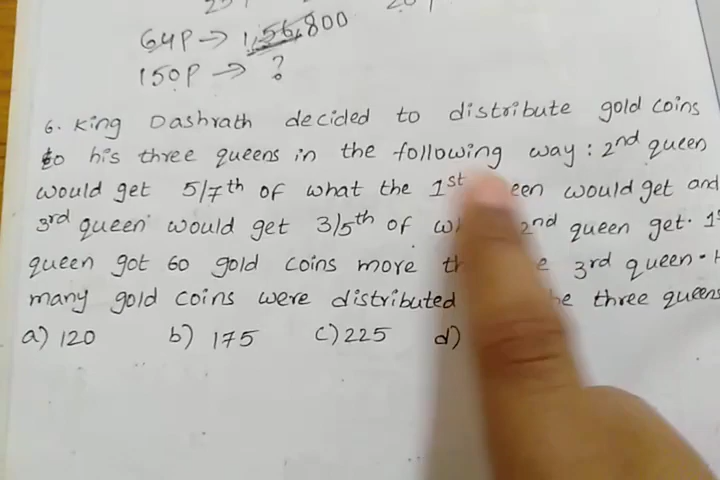 64P → 1,56,800
150P → ?
6. King Dashrath decided to distribute gold coins
to his three queens in the following way : 2nd queen
would get 5/7th of what the 1st een would get and
3rd queen would get 3/5th of 2nd queen get. 1s
queen got 60 gold coins more th e 3rd queen.
many gold coins were distributed he three queens
a) 120 b) 175 c) 225 d)